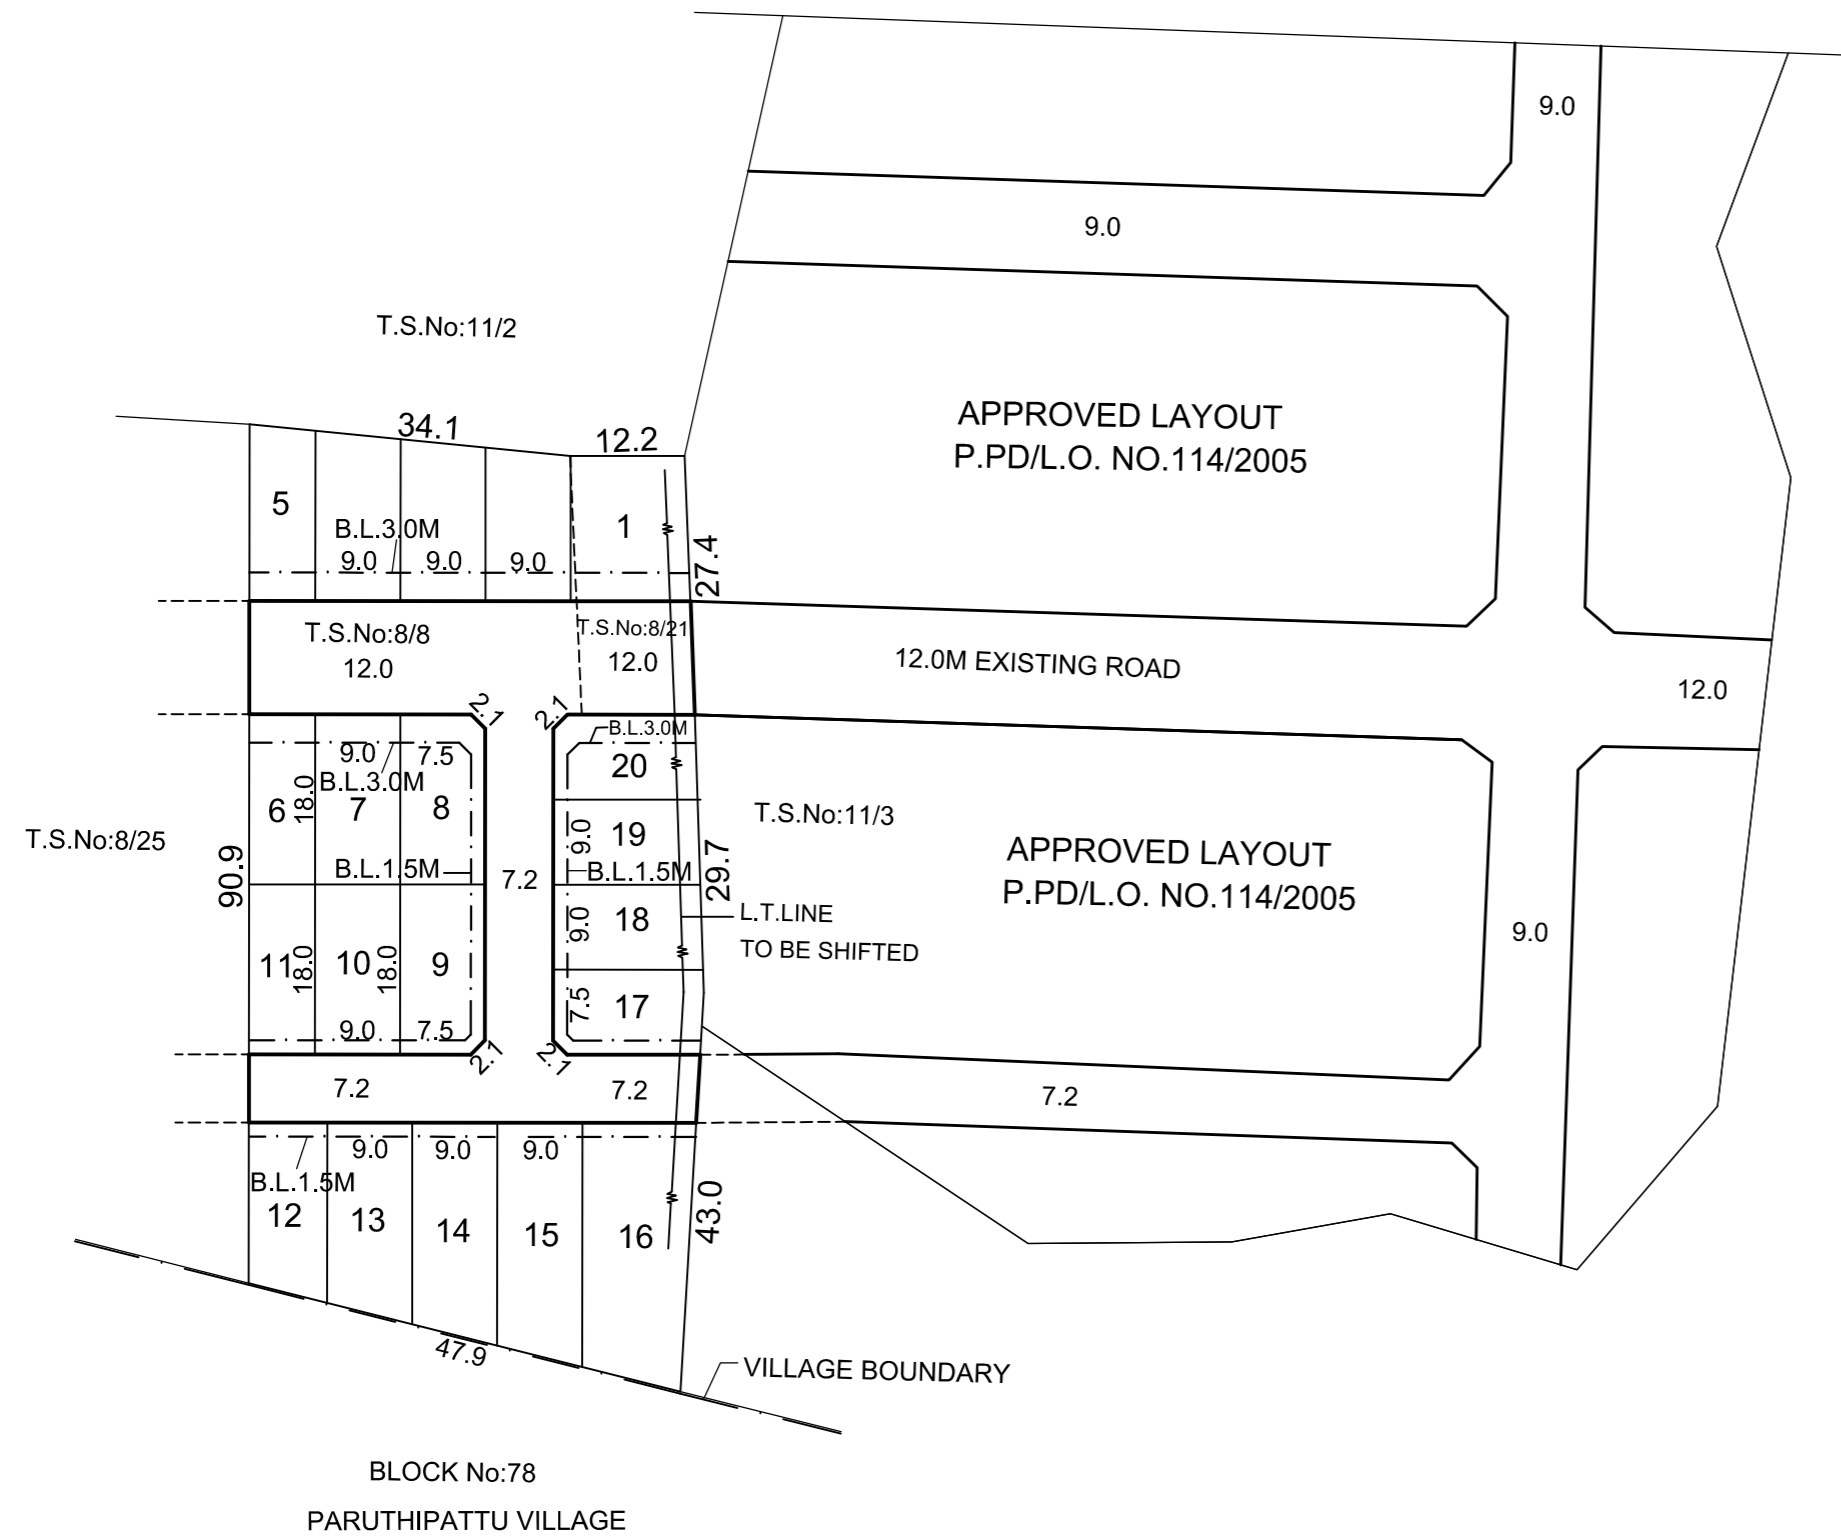 9.0
9.0
T.S.No:11/2
APPROVED LAYOUT
P.PD/L.O. NO.114/2005
34.1
12.2
5
B.L.3.0M
1
9.0
9.0
9.0
27.4
T.S.No:8/8
T.S.No:8/21
12.0
12.0
12.0M EXISTING ROAD
12.0
2.1
2.1
B.L.3.0M
9.0
7.5
20
B.L.3.0M
6
18.0
7
8
T.S.No:11/3
T.S.No:8/25
19
9.0
APPROVED LAYOUT
P.PD/L.O. NO.114/2005
90.9
B.L.1.5M
7.2
B.L.1.5M
29.7
18
9.0
L.T.LINE
TO BE SHIFTED
9.0
11
18.0
10
18.0
9
7.5
17
9.0
7.5
2.1
2.1
7.2
7.2
7.2
9.0
9.0
9.0
B.L.1.5M
12
13
14
15
16
43.0
47.9
VILLAGE BOUNDARY
BLOCK No:78
PARUTHIPATTU VILLAGE